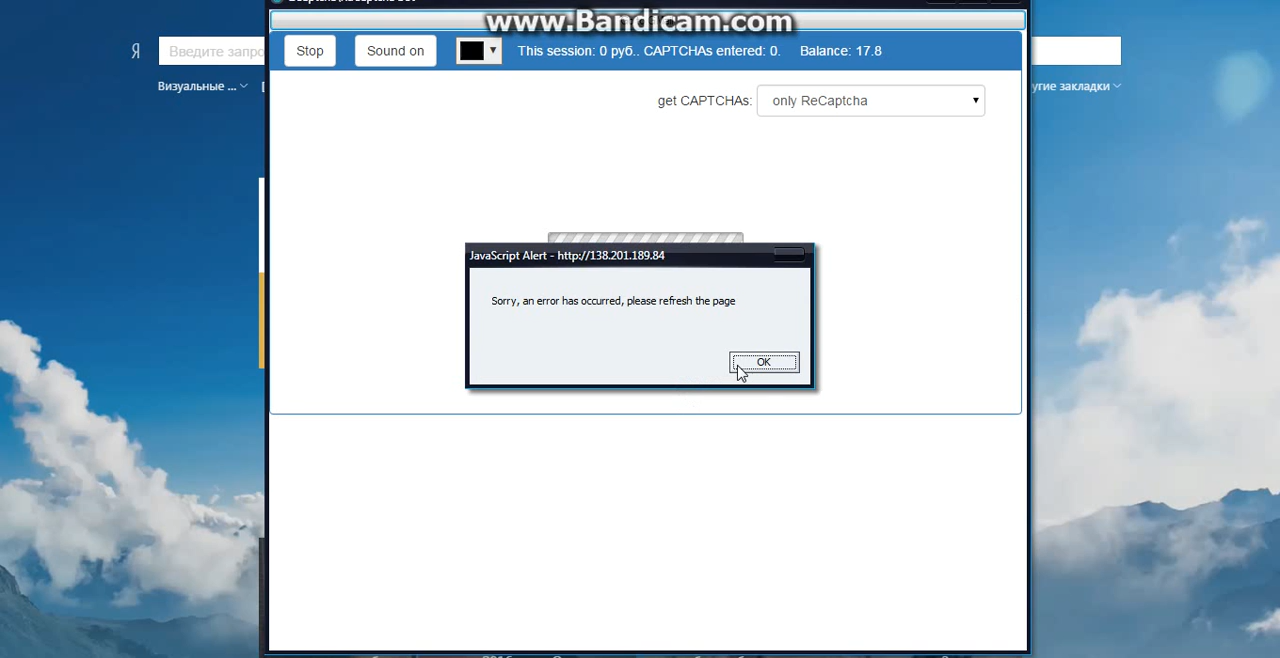 www.Bandicam.com
Я
Введите запро
Stop
Sound on
This session: 0 руб.. CAPTCHAs entered: 0.
Balance: 17.8
Визуальные ...
угие закладки
get CAPTCHAs:
only ReCaptcha
JavaScript Alert - http://138.201.189.84
Sorry, an error has occurred, please refresh the page
OK